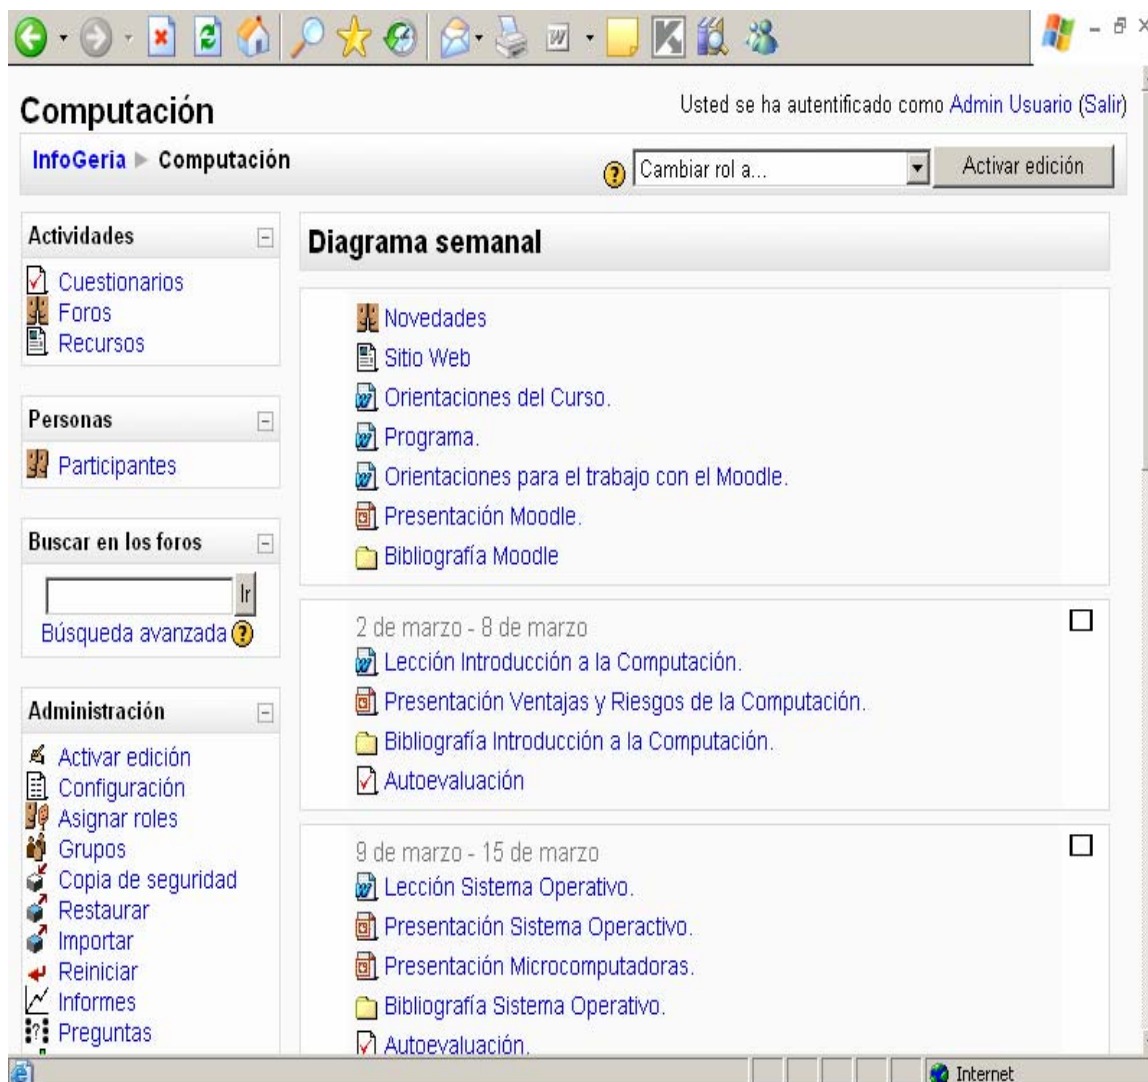 Computación
Usted se ha autentificado como Admin Usuario (Salir)
InfoGeria ► Computación
Cambiar rol a...
Activar edición
Actividades
Cuestionarios
Foros
Recursos
Personas
Participantes
Buscar en los foros
Ir
Búsqueda avanzada
Administración
Activar edición
Configuración
Asignar roles
Grupos
Copia de seguridad
Restaurar
Importar
Reiniciar
Informes
Preguntas
Diagrama semanal
Novedades
Sitio Web
Orientaciones del Curso.
Programa.
Orientaciones para el trabajo con el Moodle.
Presentación Moodle.
Bibliografía Moodle
2 de marzo - 8 de marzo
Lección Introducción a la Computación.
Presentación Ventajas y Riesgos de la Computación.
Bibliografía Introducción a la Computación.
Autoevaluación
9 de marzo - 15 de marzo
Lección Sistema Operativo.
Presentación Sistema Operactivo.
Presentación Microcomputadoras.
Bibliografía Sistema Operativo.
Autoevaluación.
Internet